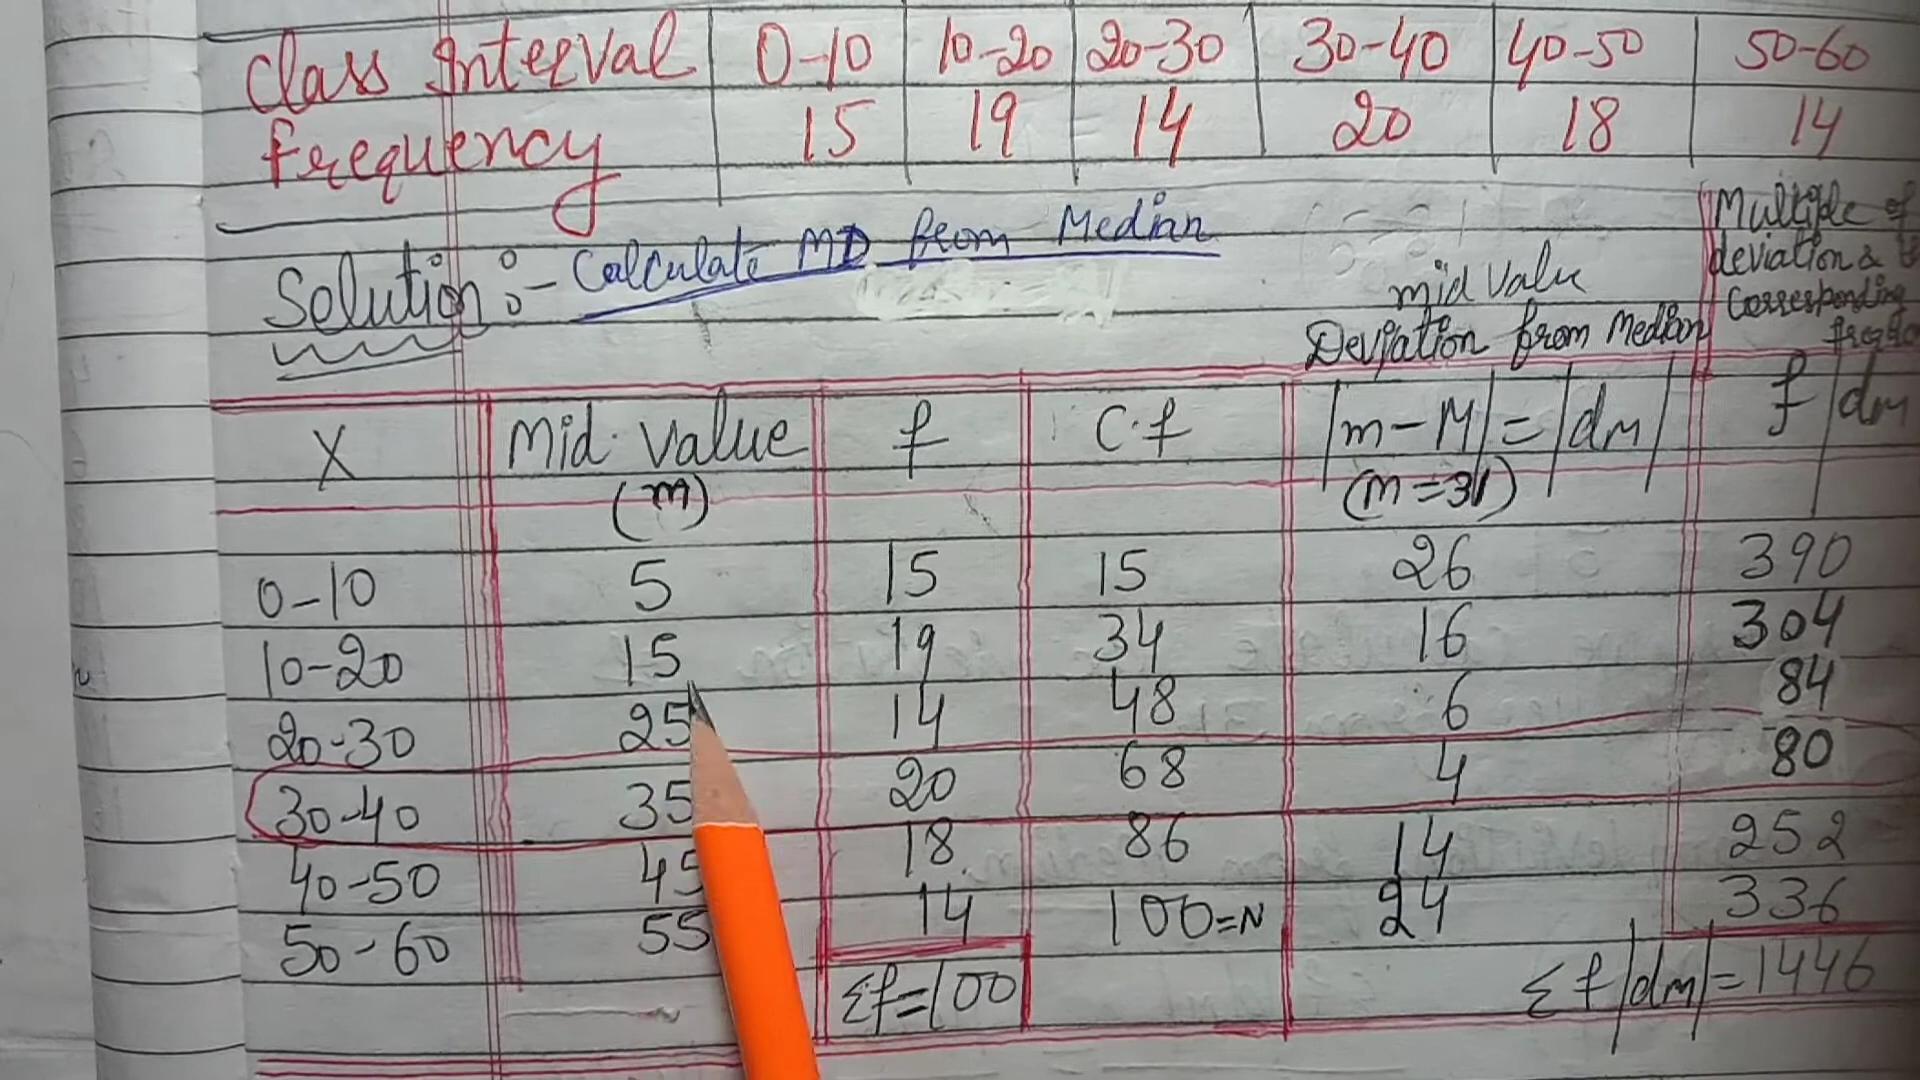 Class Interval 0-10 10-20 20-30 30-40 40-50 50-60
frequency 15 19 14 20 18 14
Solution:- Calculate MD from Median
mid value
Deviation from Median
Multiple of
deviation &
Corresponding
X Mid. Value f C.f |m-M|=|dm| f|dm
(m) (m=31)
0-10 5 15 15 26 390
10-20 15 19 34 16 304
20-30 25 14 48 6 84
30-40 35 20 68 4 80
40-50 45 18 86 14 252
50-60 55 14 100=N 24 336
Σf=100 Σf|dm|=1446